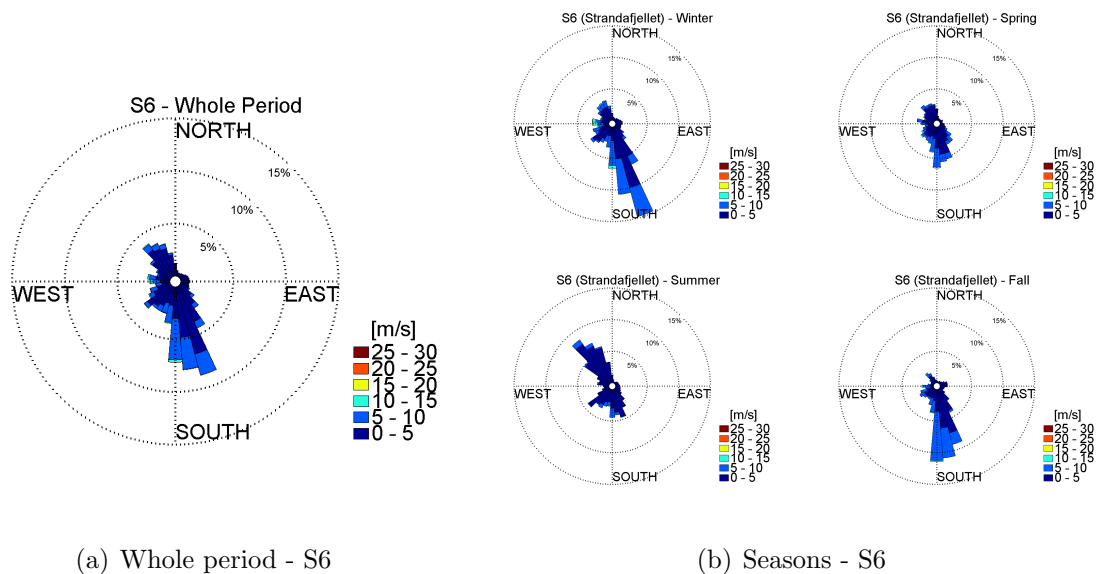 S6 - Whole Period
NORTH
15%
10%
5%
WEST
EAST
SOUTH
[m/s]
25 - 30
20 - 25
15 - 20
10 - 15
5 - 10
0 - 5
(a) Whole period - S6
S6 (Strandafjellet) - Winter
NORTH
15%
10%
5%
WEST
EAST
SOUTH
[m/s]
25 - 30
20 - 25
15 - 20
10 - 15
5 - 10
0 - 5
S6 (Strandafjellet) - Spring
NORTH
15%
10%
5%
WEST
EAST
SOUTH
[m/s]
25 - 30
20 - 25
15 - 20
10 - 15
5 - 10
0 - 5
S6 (Strandafjellet) - Summer
NORTH
15%
10%
5%
WEST
EAST
SOUTH
[m/s]
25 - 30
20 - 25
15 - 20
10 - 15
5 - 10
0 - 5
S6 (Strandafjellet) - Fall
NORTH
15%
10%
5%
WEST
EAST
SOUTH
[m/s]
25 - 30
20 - 25
15 - 20
10 - 15
5 - 10
0 - 5
(b) Seasons - S6